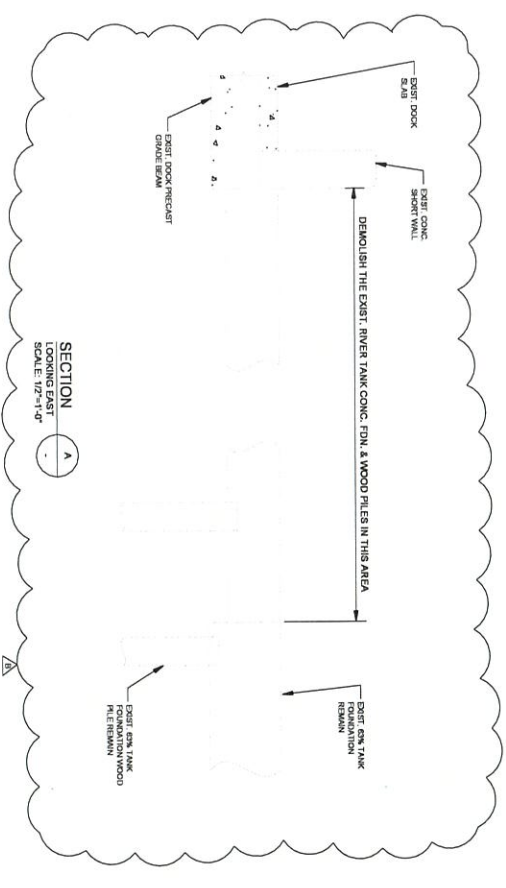 EXIST. DOCK
SLAB
EXIST. CONC.
SHORT WALL
DEMOLISH THE EXIST. RIVER TANK CONC. FDN. & WOOD PILES IN THIS AREA
EXIST. 63% TANK
FOUNDATION
REMAIN
EXIST. DOCK PRECAST
GRADE BEAM
EXIST. 63% TANK
FOUNDATION WOOD
PILE REMAIN
SECTION
LOOKING EAST
SCALE: 1/2"=1'-0"
A
-
B